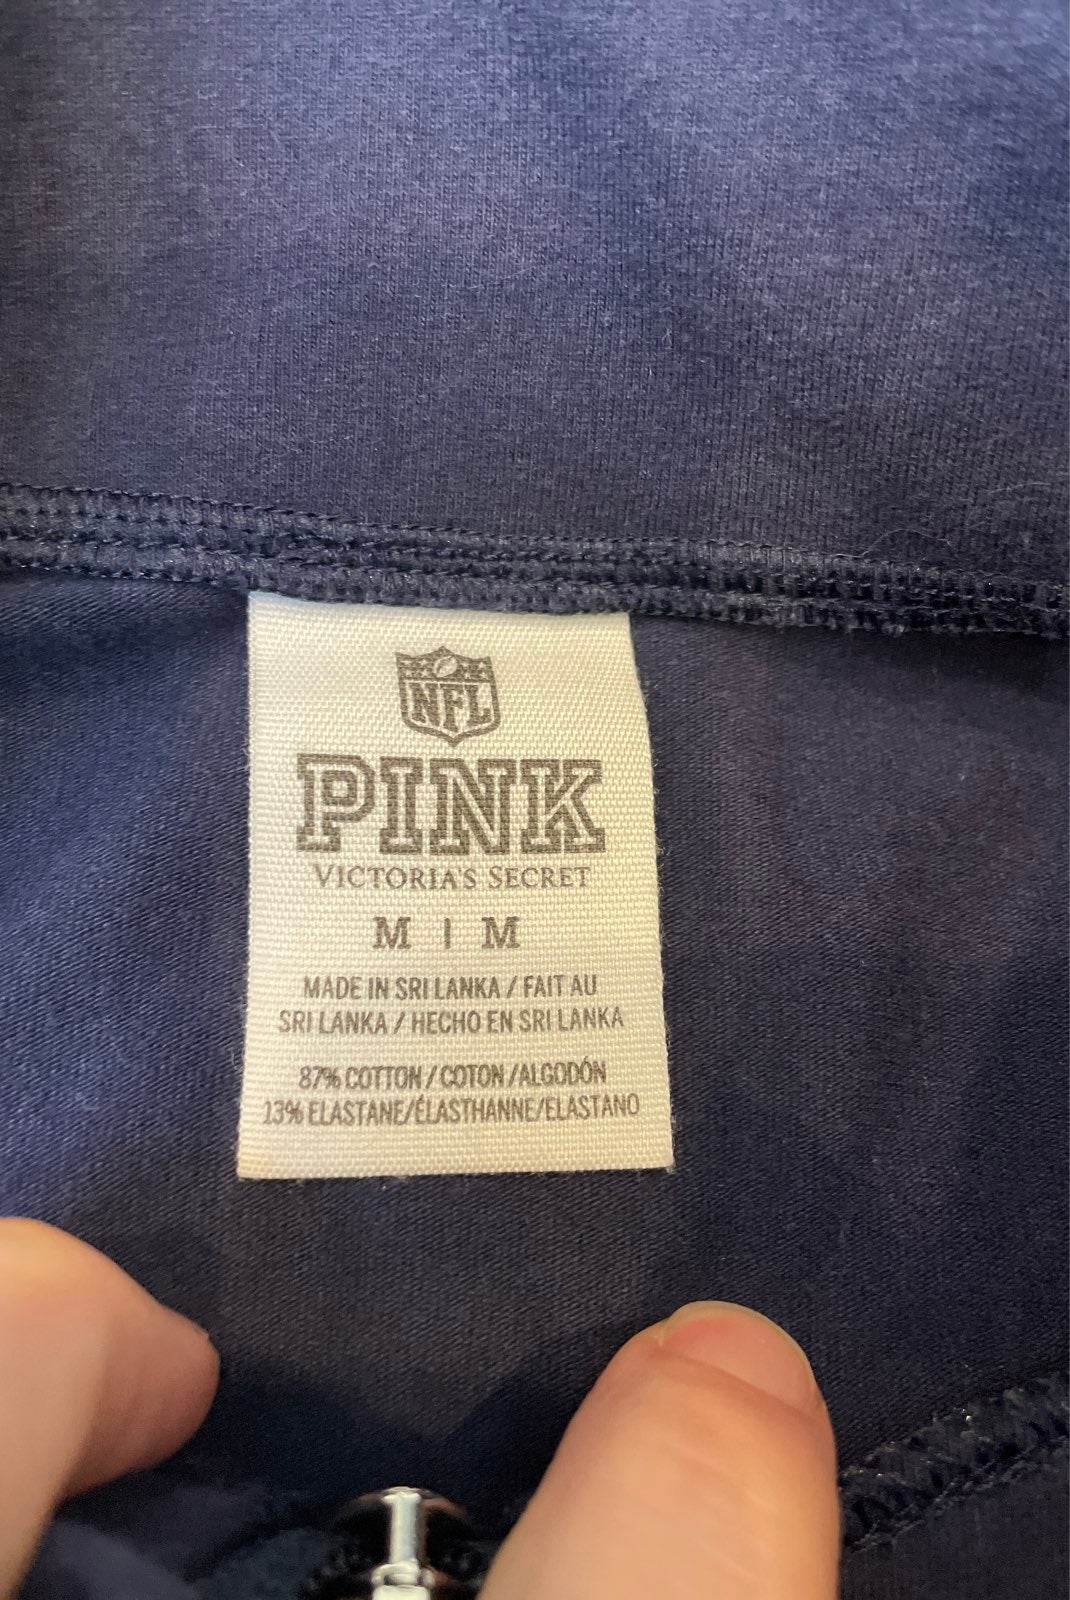 NFL
PINK
VICTORIA'S SECRET
M | M
MADE IN SRI LANKA / FAIT AU
SRI LANKA / HECHO EN SRI LANKA
87% COTTON / COTON /ALGODÓN
13% ELASTANE/ÉLASTHANNE/ELASTANO